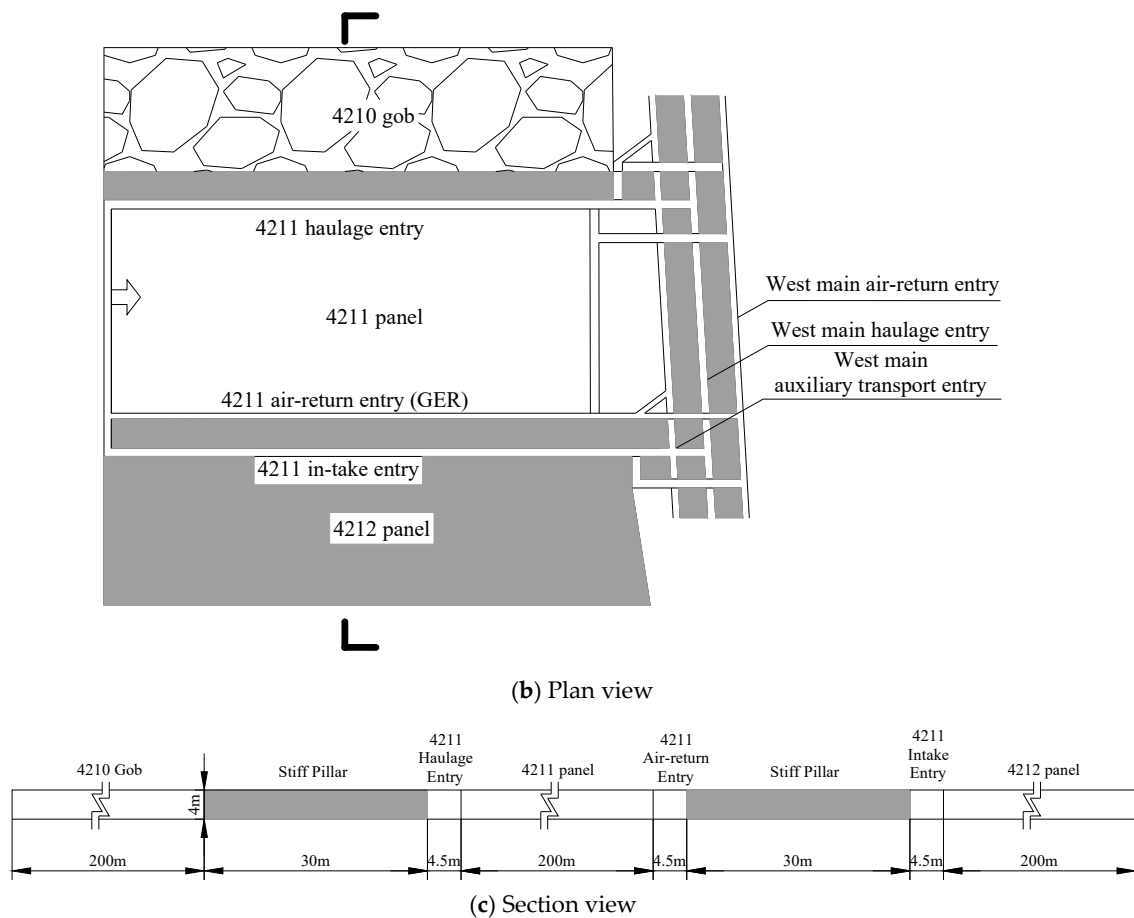 4210 gob
4211 haulage entry
West main air-return entry
4211 panel
West main haulage entry
West main
auxiliary transport entry
4211 air-return entry (GER)
4211 in-take entry
4212 panel
(b) Plan view
4211
Haulage
Entry
4211
Air-return
Entry
4211
Intake
Entry
4210 Gob
Stiff Pillar
4211 panel
Stiff Pillar
4212 panel
4m
200m
30m
4.5m
200m
4.5m
30m
4.5m
200m
(c) Section view